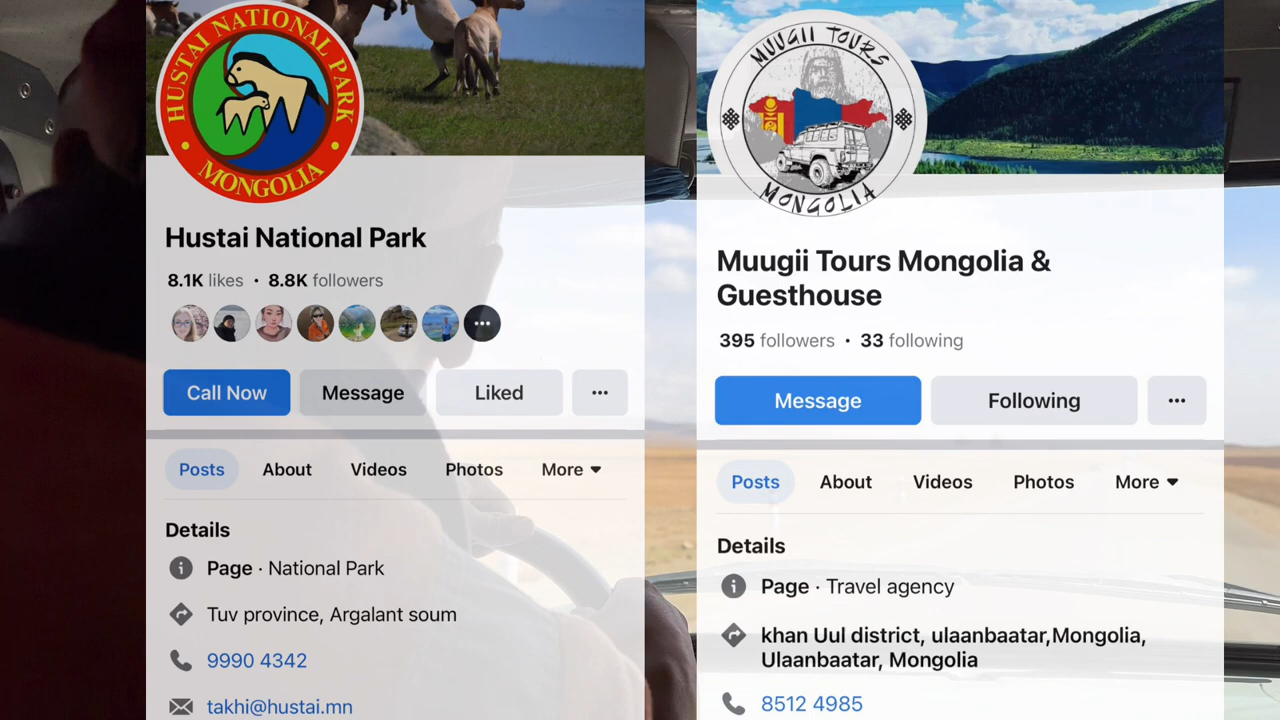 HUSTAI NATIONAL PARK
MONGOLIA
Hustai National Park
8.1K likes • 8.8K followers
Call Now
Message
Liked
Posts
About
Videos
Photos
More
Details
Page · National Park
Tuv province, Argalant soum
9990 4342
takhi@hustai.mn
MUUGII TOURS
MONGOLIA
Muugii Tours Mongolia &
Guesthouse
395 followers • 33 following
Message
Following
Posts
About
Videos
Photos
More
Details
Page · Travel agency
khan Uul district, ulaanbaatar,Mongolia,
Ulaanbaatar, Mongolia
8512 4985